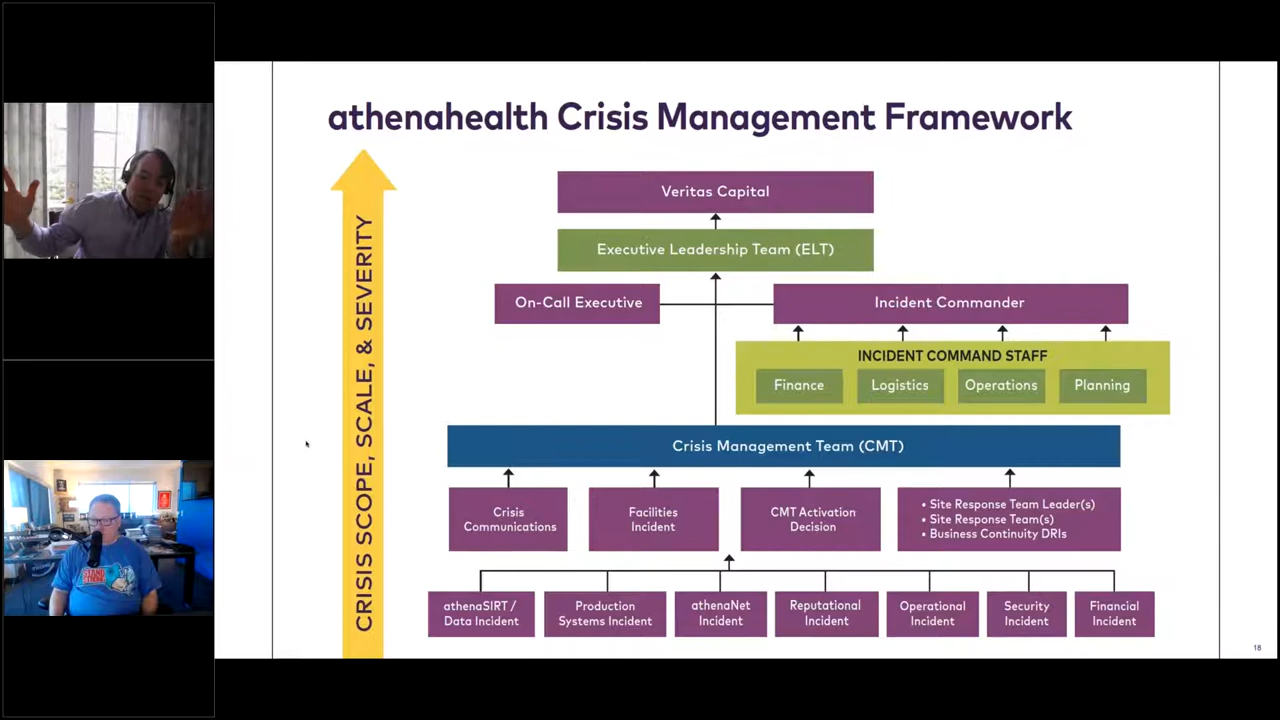 athenahealth Crisis Management Framework
CRISIS SCOPE, SCALE, & SEVERITY
Veritas Capital
Executive Leadership Team (ELT)
On-Call Executive
Incident Commander
INCIDENT COMMAND STAFF
Finance
Logistics
Operations
Planning
Crisis Management Team (CMT)
Crisis
Communications
Facilities
Incident
CMT Activation
Decision
• Site Response Team Leader(s)
• Site Response Team(s)
• Business Continuity DRIs
athenaSIRT /
Data Incident
Production
Systems Incident
athenaNet
Incident
Reputational
Incident
Operational
Incident
Security
Incident
Financial
Incident
18